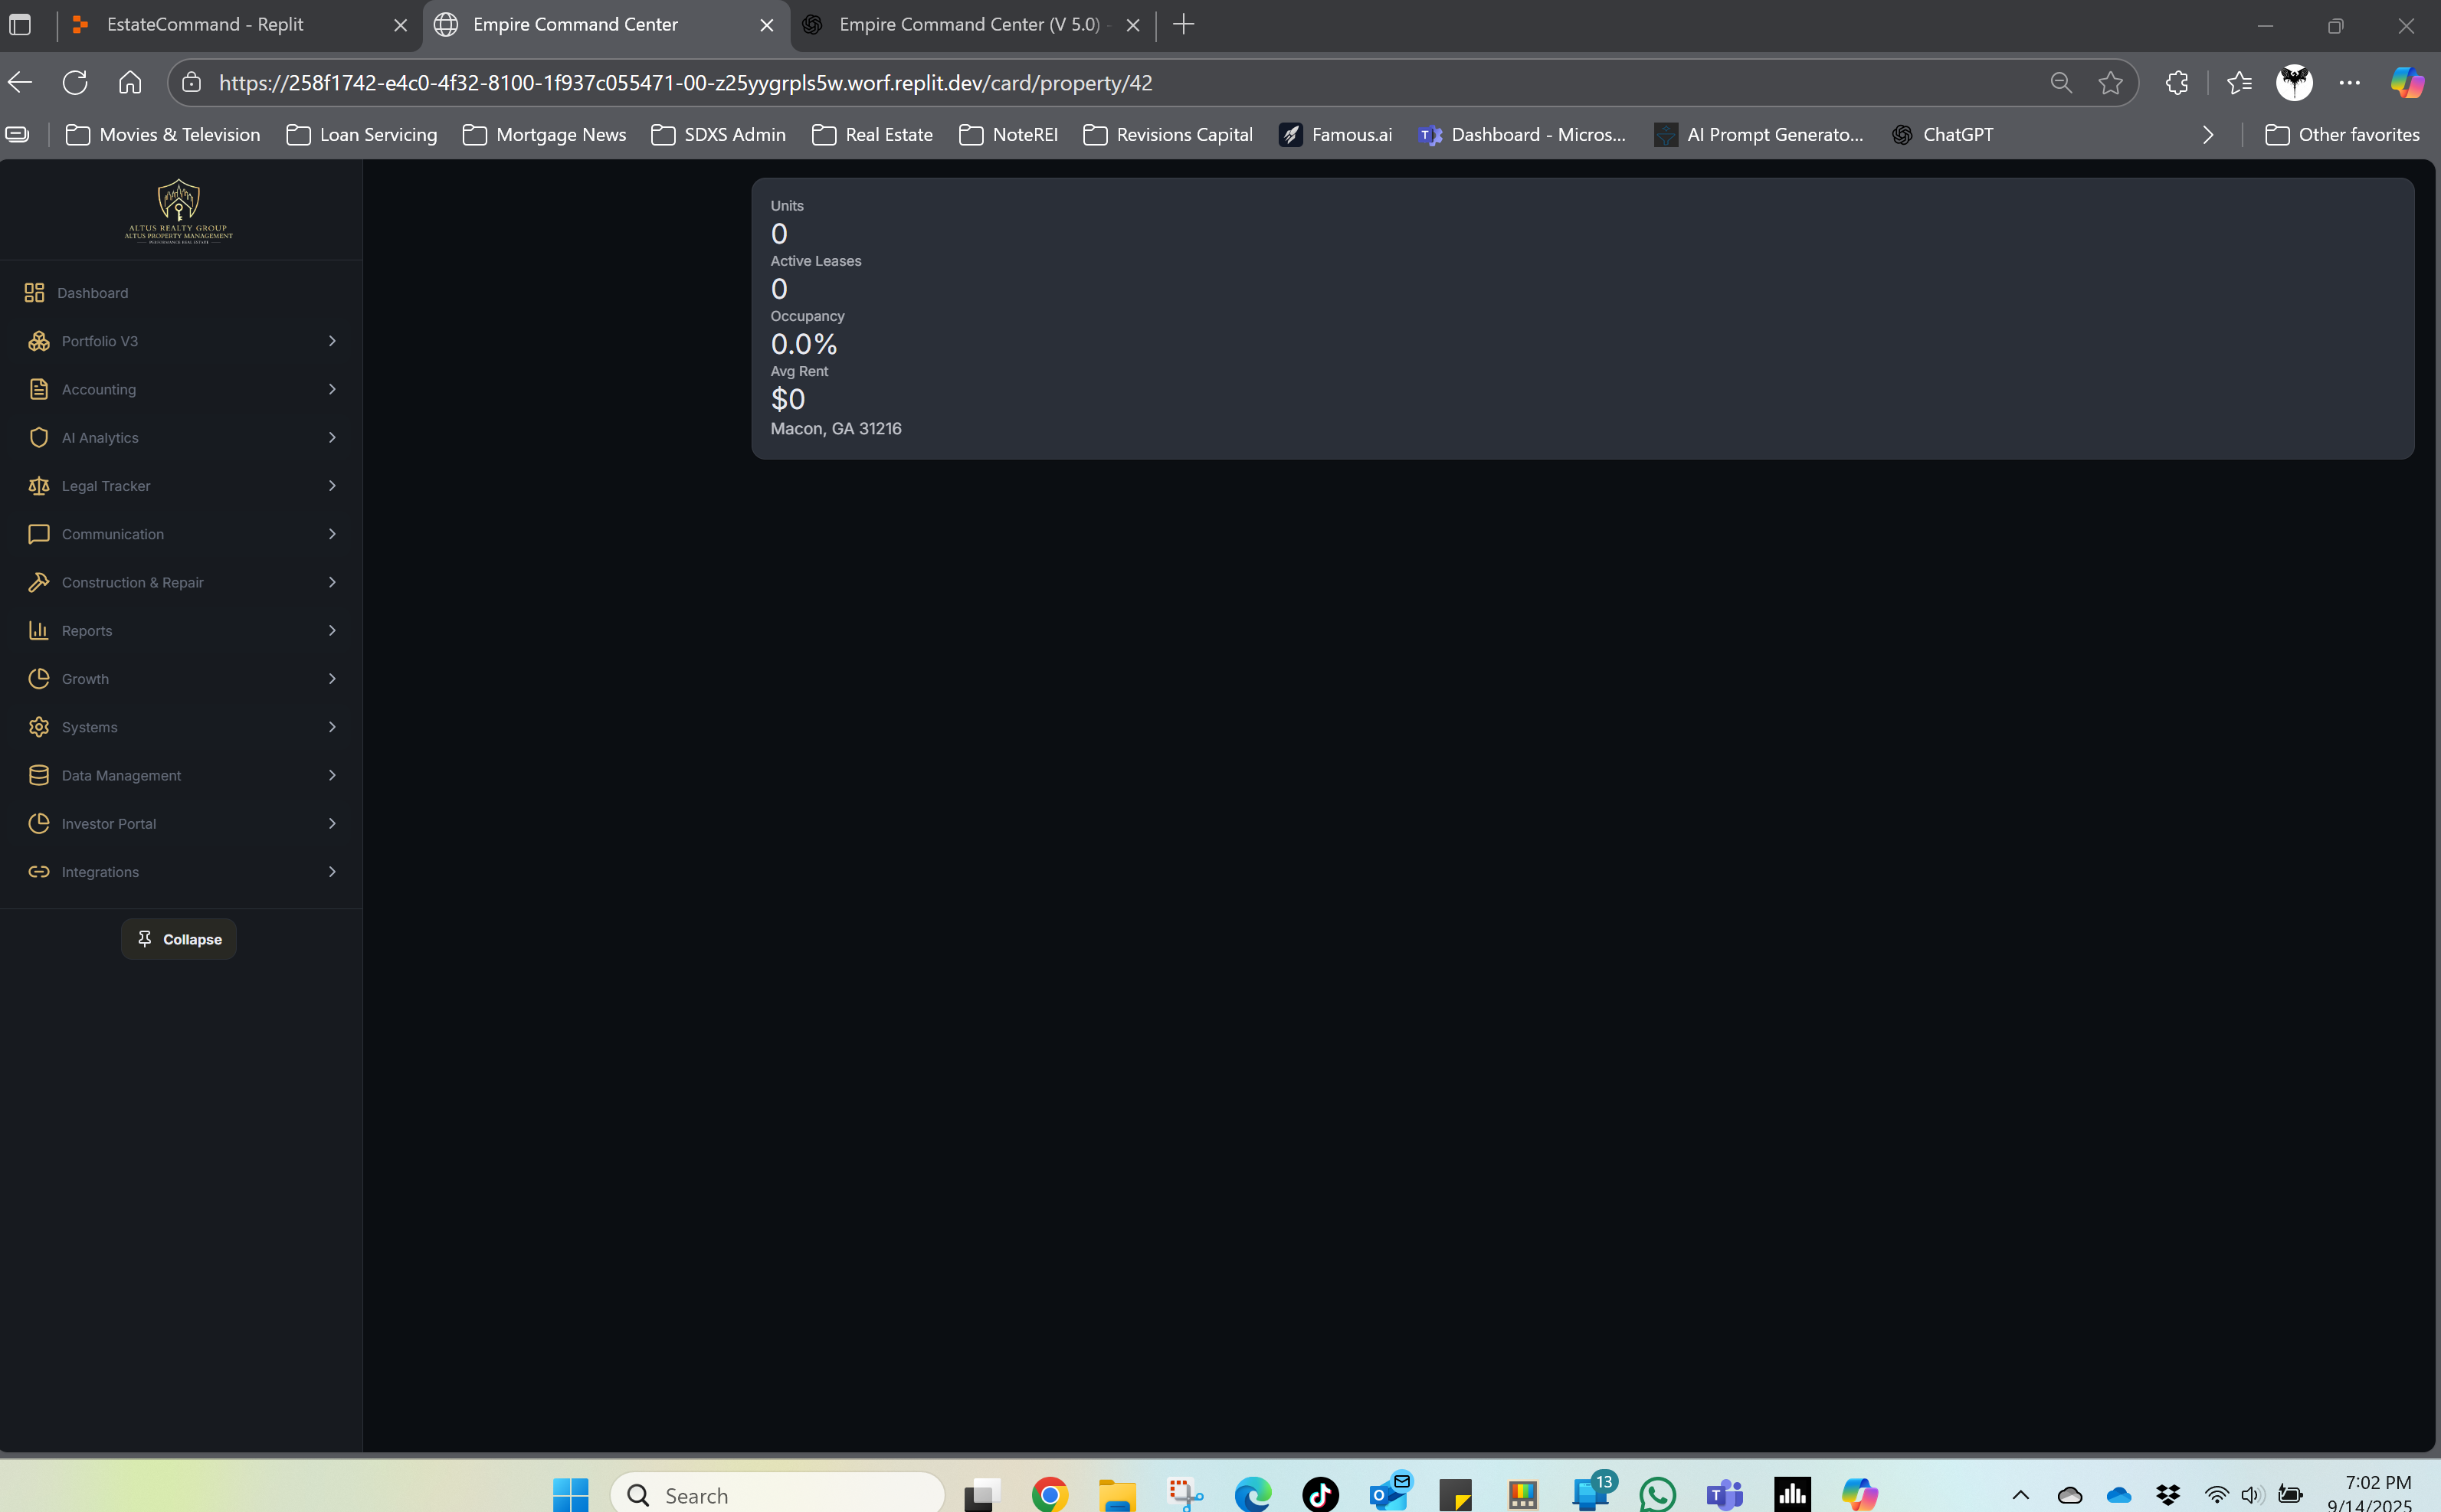 EstateCommand - Replit
Empire Command Center
Empire Command Center (V 5.0) -
https://258f1742-e4c0-4f32-8100-1f937c055471-00-z25yygrpls5w.worf.replit.dev/card/property/42
Movies & Television
Loan Servicing
Mortgage News
SDXS Admin
Real Estate
NoteREI
Revisions Capital
Famous.ai
Dashboard - Micros...
AI Prompt Generato...
ChatGPT
Other favorites
ALTUS REALTY GROUP
ALTUS PROPERTY MANAGEMENT
PERFORMANCE REAL ESTATE
Dashboard
Portfolio V3
Accounting
AI Analytics
Legal Tracker
Communication
Construction & Repair
Reports
Growth
Systems
Data Management
Investor Portal
Integrations
Collapse
Units
0
Active Leases
0
Occupancy
0.0%
Avg Rent
$0
Macon, GA 31216
Search
13
7:02 PM
9/14/2025